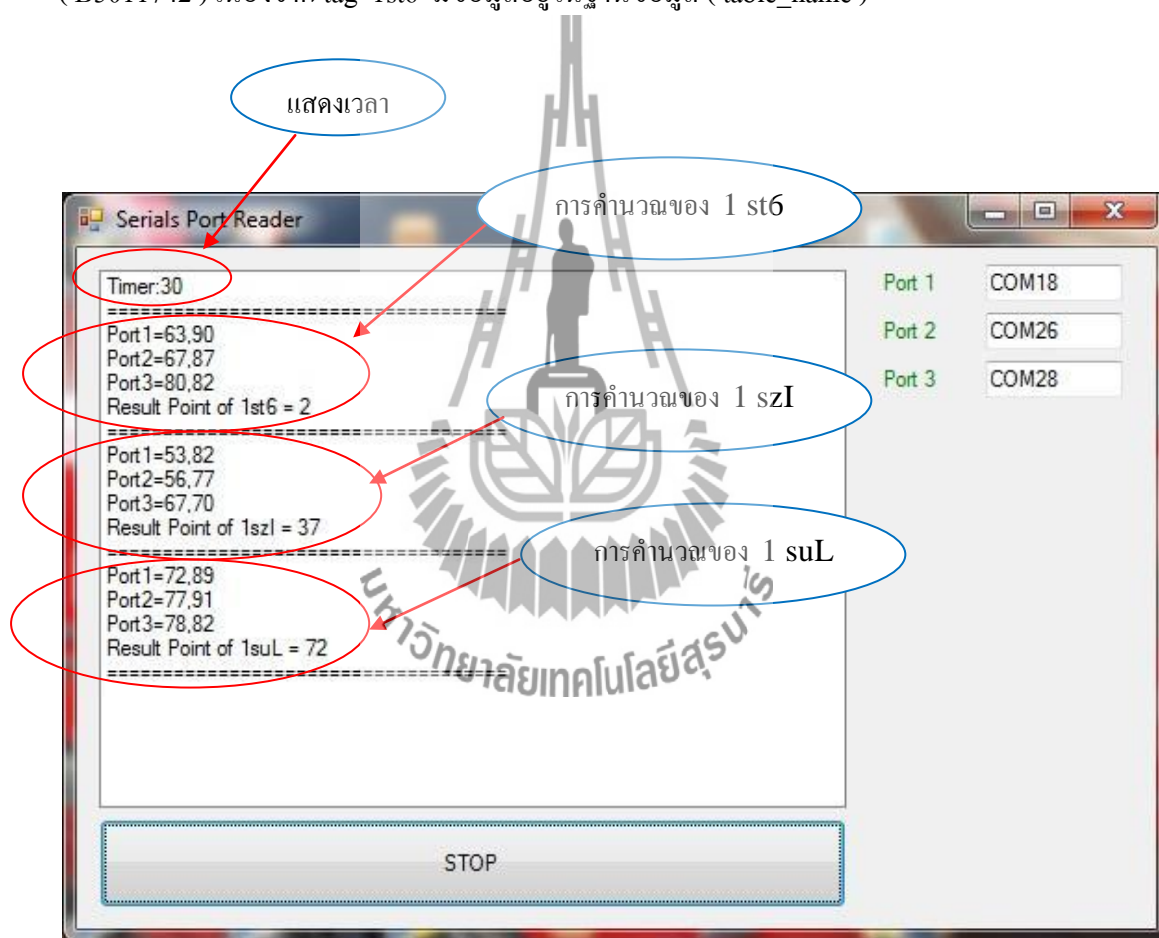 แสดงเวลา
การคำนวณของ 1 st6
Serials Port Reader
Timer:30
===================================
Port1=63,90
Port2=67,87
Port3=80,82
Result Point of 1st6 = 2
===================================
Port1=53,82
Port2=56,77
Port3=67,70
Result Point of 1szI = 37
===================================
Port1=72,89
Port2=77,91
Port3=78,82
Result Point of 1suL = 72
===================================
การคำนวณของ 1 szI
การคำนวณของ 1 suL
Port 1 COM18
Port 2 COM26
Port 3 COM28
มหาวิทยาลัยเทคโนโลยีสุรนารี
STOP